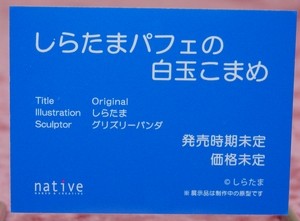 しらたまパフェの
白玉こまめ
Title Original
Illustration しらたま
Sculptor グリズリーパンダ
発売時期未定
価格未定
©しらたま
native
※ 展示品は制作中の原型です